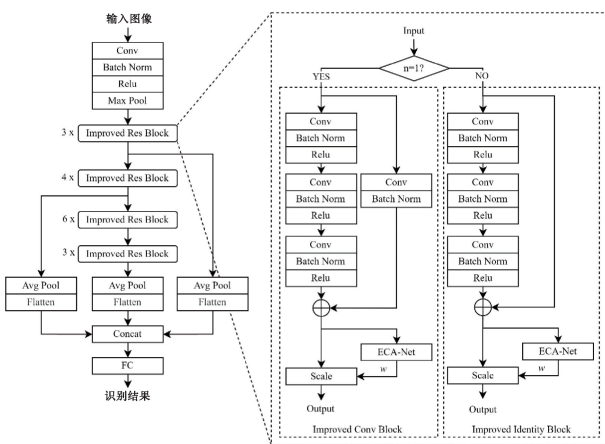 输入图像
Conv
Batch Norm
Relu
Max Pool
3 x Improved Res Block
4 x Improved Res Block
6 x Improved Res Block
3 x Improved Res Block
Avg Pool
Flatten
Avg Pool
Flatten
Avg Pool
Flatten
Concat
FC
识别结果
Input
n=1?
YES
NO
Conv
Batch Norm
Relu
Conv
Batch Norm
Relu
Conv
Batch Norm
Conv
Batch Norm
Relu
ECA-Net
w
Scale
Output
Improved Conv Block
Conv
Batch Norm
Relu
Conv
Batch Norm
Relu
Conv
Batch Norm
Relu
ECA-Net
w
Scale
Output
Improved Identity Block